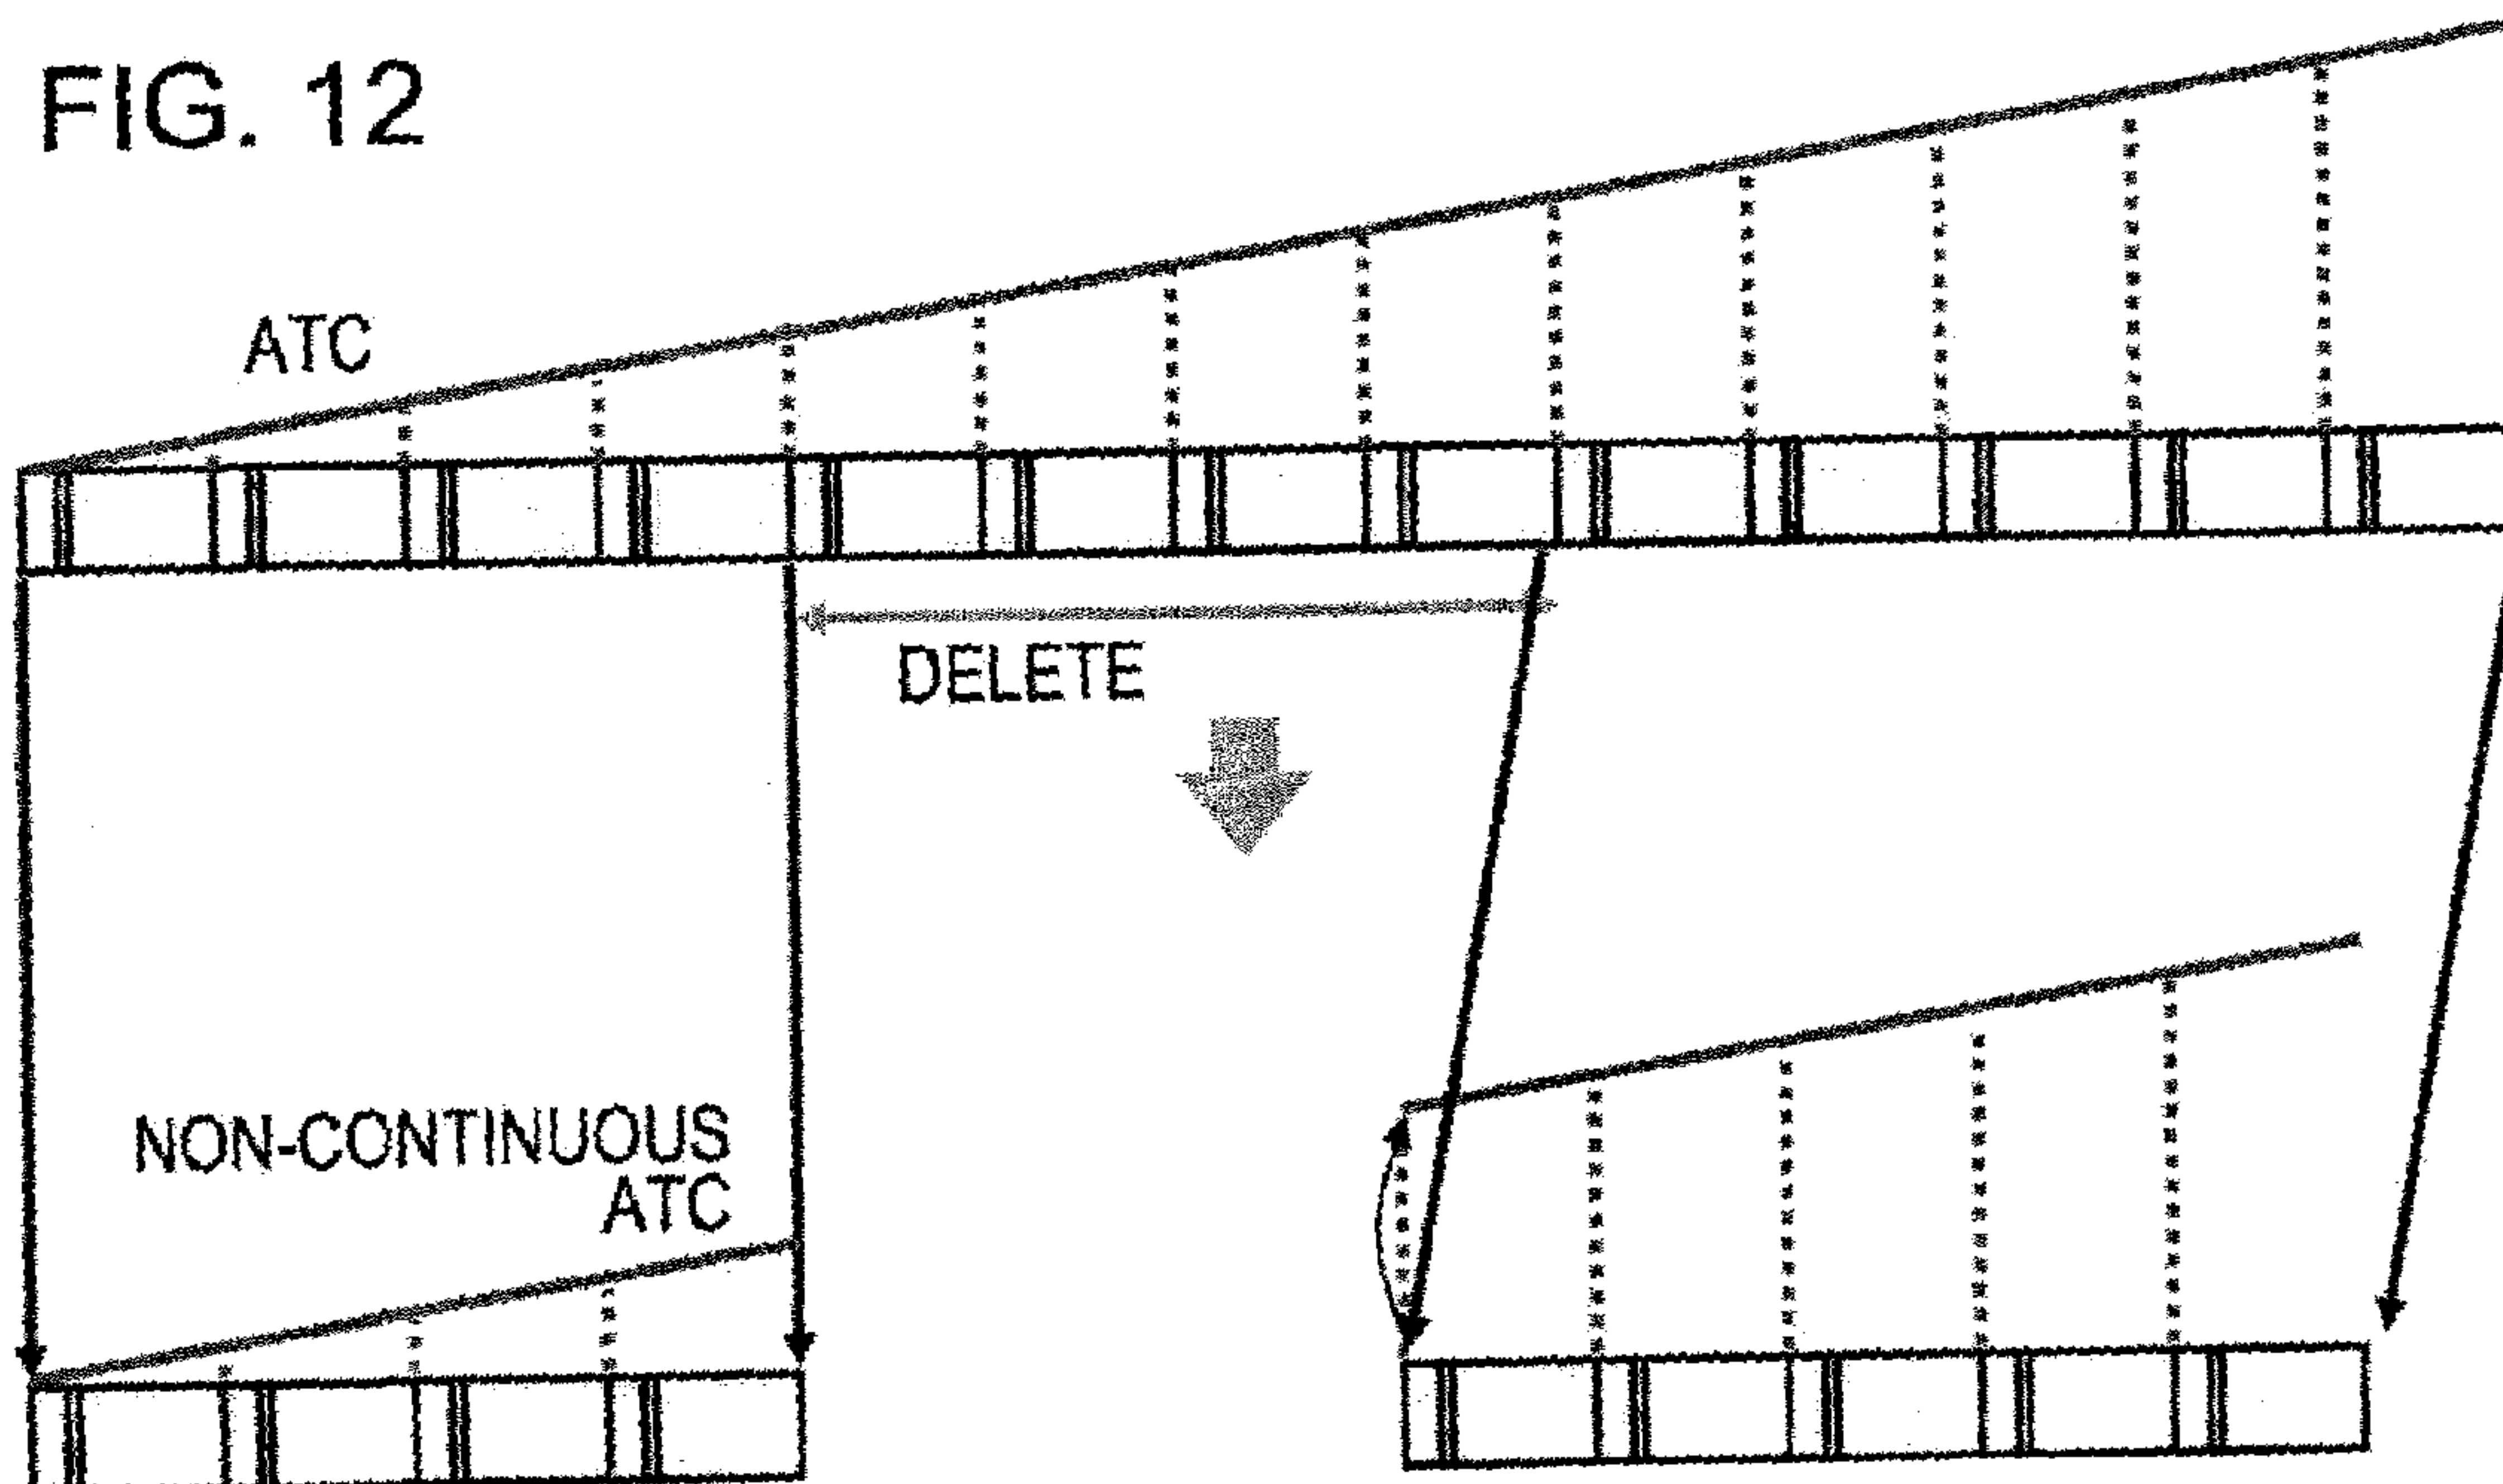 FIG. 12
ATC
DELETE
NON-CONTINUOUS
ATC